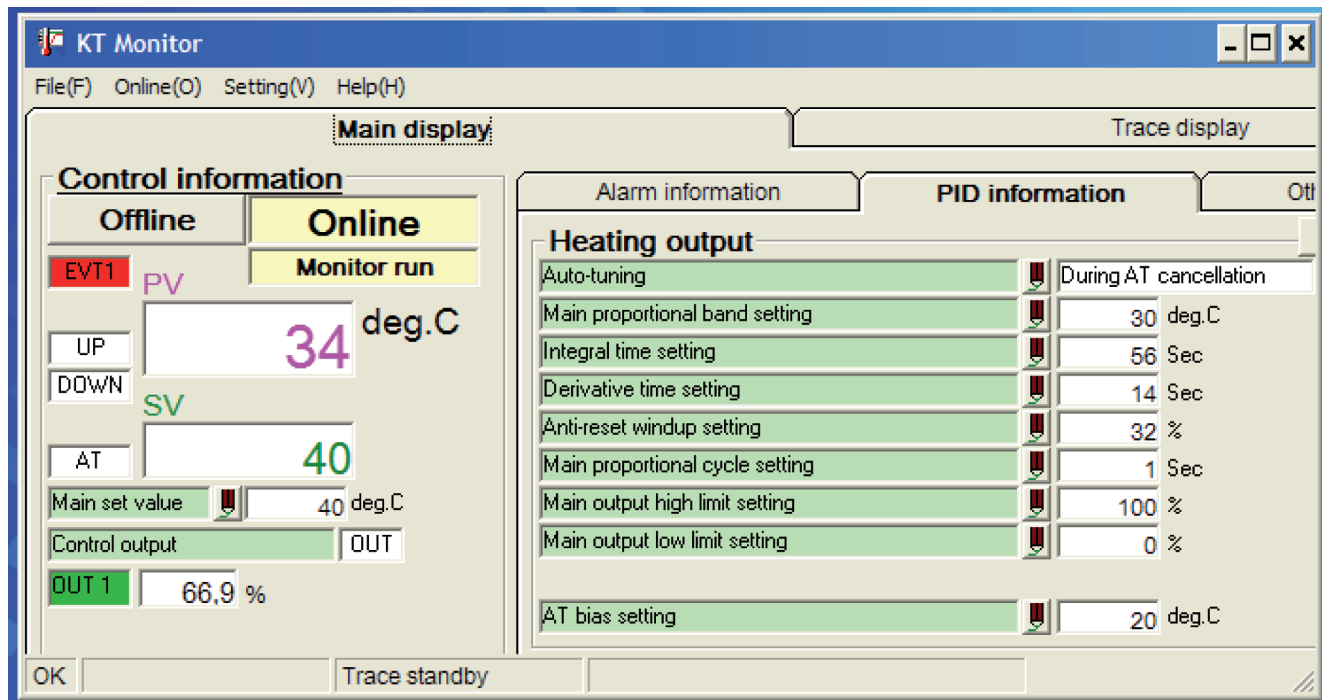 KT Monitor
File(F) Online(O) Setting(V) Help(H)
Main display
Trace display
Control information
Offline
Online
Monitor run
EVT1
PV
34 deg.C
UP
DOWN
SV
AT
40
Main set value 40 deg.C
Control output OUT
OUT 1 66,9 %
Alarm information
PID information
Oth
Heating output
Auto-tuning During AT cancellation
Main proportional band setting 30 deg.C
Integral time setting 56 Sec
Derivative time setting 14 Sec
Anti-reset windup setting 32 %
Main proportional cycle setting 1 Sec
Main output high limit setting 100 %
Main output low limit setting 0 %
AT bias setting 20 deg.C
OK
Trace standby